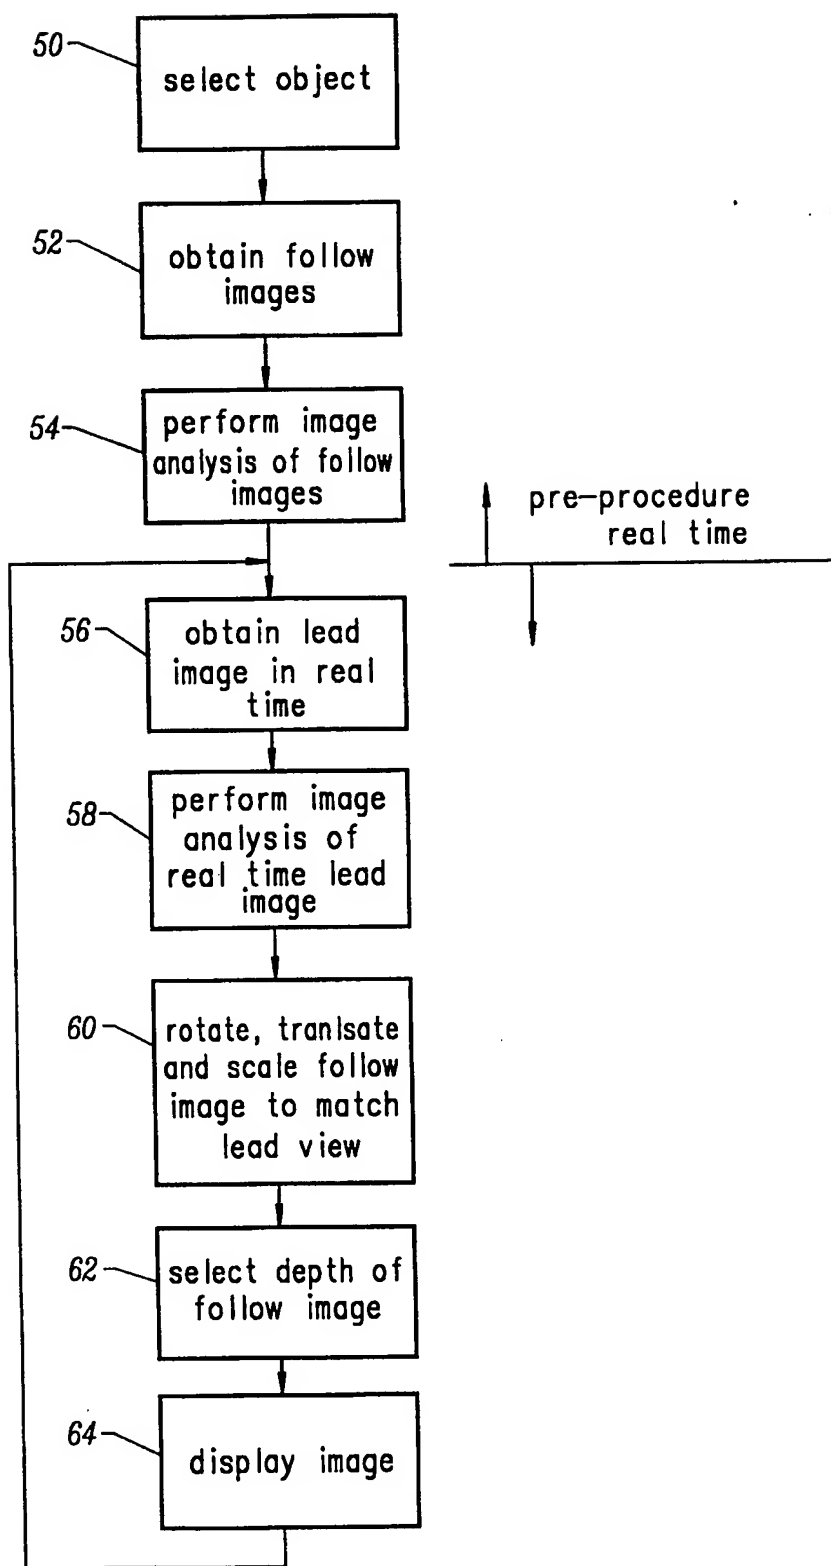 50
select object
52
obtain follow
images
54
perform image
analysis of follow
images
pre-procedure
real time
56
obtain lead
image in real
time
58
perform image
analysis of
real time lead
image
60
rotate, tranlsate
and scale follow
image to match
lead view
62
select depth of
follow image
64
display image